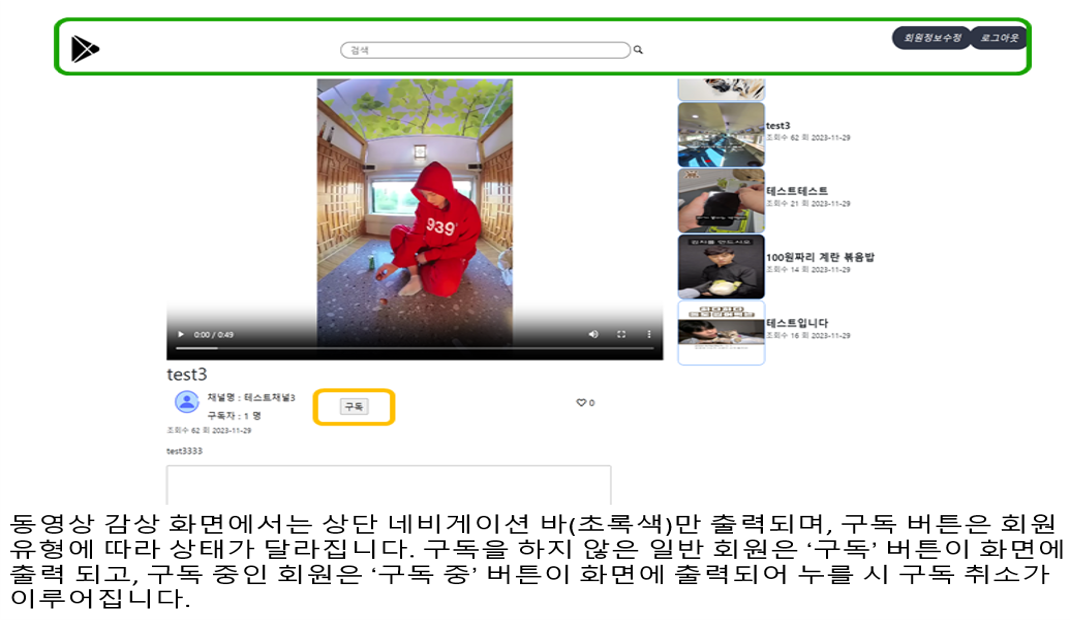 검색
회원정보수정
로그아웃
939
0:00 / 0:49
test3
조회수 62 회 2023-11-29
테스트테스트
조회수 21 회 2023-11-29
100원짜리 계란 볶음밥
조회수 14 회 2023-11-29
테스트입니다
조회수 16 회 2023-11-29
test3
채널명 : 테스트채널3
구독자 : 1 명
구독
0
조회수 62 회 2023-11-29
test3333
동영상 감상 화면에서는 상단 네비게이션 바(초록색)만 출력되며, 구독 버튼은 회원
유형에 따라 상태가 달라집니다. 구독을 하지 않은 일반 회원은 ‘구독’ 버튼이 화면에
출력 되고, 구독 중인 회원은 ‘구독 중’ 버튼이 화면에 출력되어 누를 시 구독 취소가
이루어집니다.